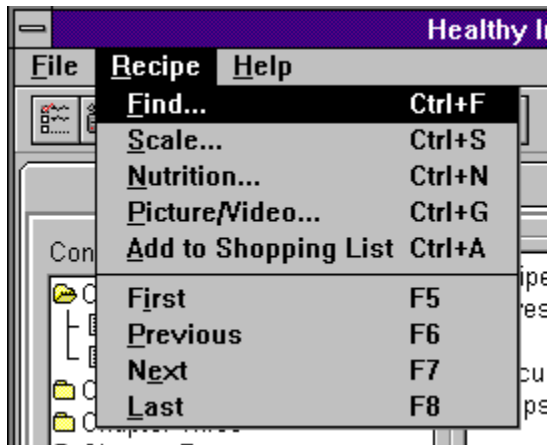 Healthy
File Recipe Help
Find... Ctrl+F
Scale... Ctrl+S
Nutrition... Ctrl+N
Picture/Video... Ctrl+G
Add to Shopping List Ctrl+A
First F5
Previous F6
Next F7
Last F8